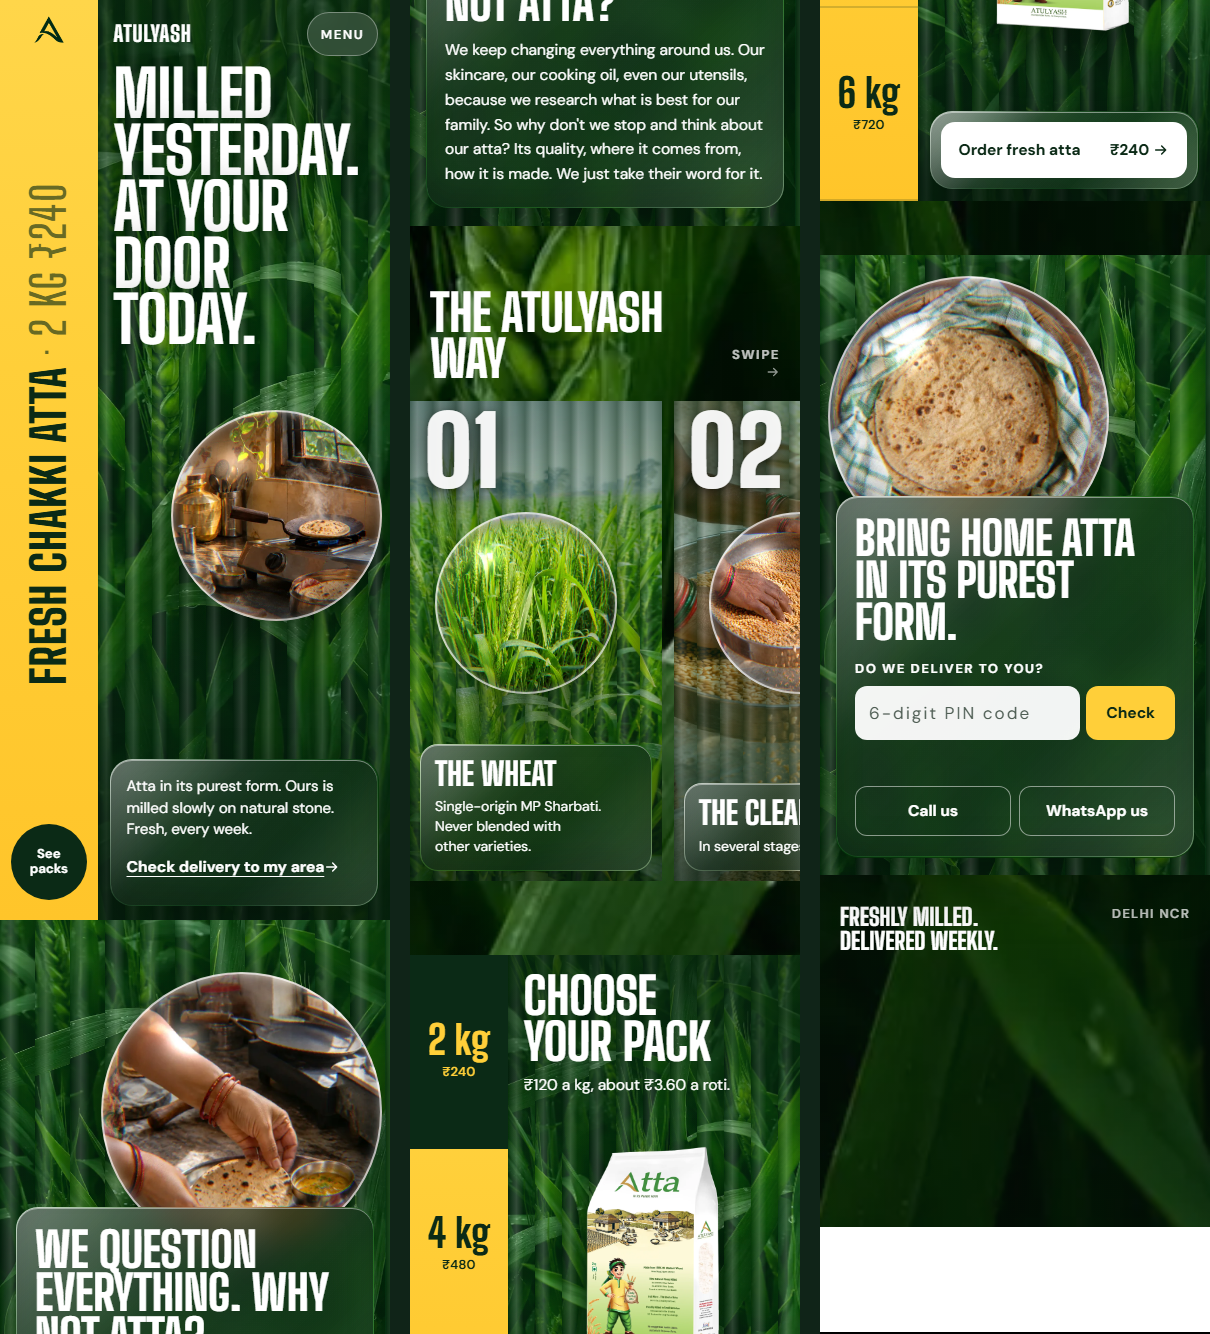 ATULYASH
MENU
MILLED
YESTERDAY.
AT YOUR
DOOR
TODAY.
FRESH CHAKKI ATTA · 2 KG ₹240
Atta in its purest form. Ours is
milled slowly on natural stone.
Fresh, every week.
Check delivery to my area→
See
packs
WE QUESTION
EVERYTHING. WHY
NOT ATTA?
NOT ATTA?
We keep changing everything around us. Our
skincare, our cooking oil, even our utensils,
because we research what is best for our
family. So why don't we stop and think about
our atta? Its quality, where it comes from,
how it is made. We just take their word for it.
THE ATULYASH
WAY
SWIPE
→
01
THE WHEAT
Single-origin MP Sharbati.
Never blended with
other varieties.
02
THE CLEA
In several stages
2 kg
₹240
CHOOSE
YOUR PACK
₹120 a kg, about ₹3.60 a roti.
4 kg
₹480
Atta
ATULYASH
6 kg
₹720
Order fresh atta ₹240 →
BRING HOME ATTA
IN ITS PUREST
FORM.
DO WE DELIVER TO YOU?
6-digit PIN code
Check
Call us
WhatsApp us
FRESHLY MILLED.
DELIVERED WEEKLY.
DELHI NCR